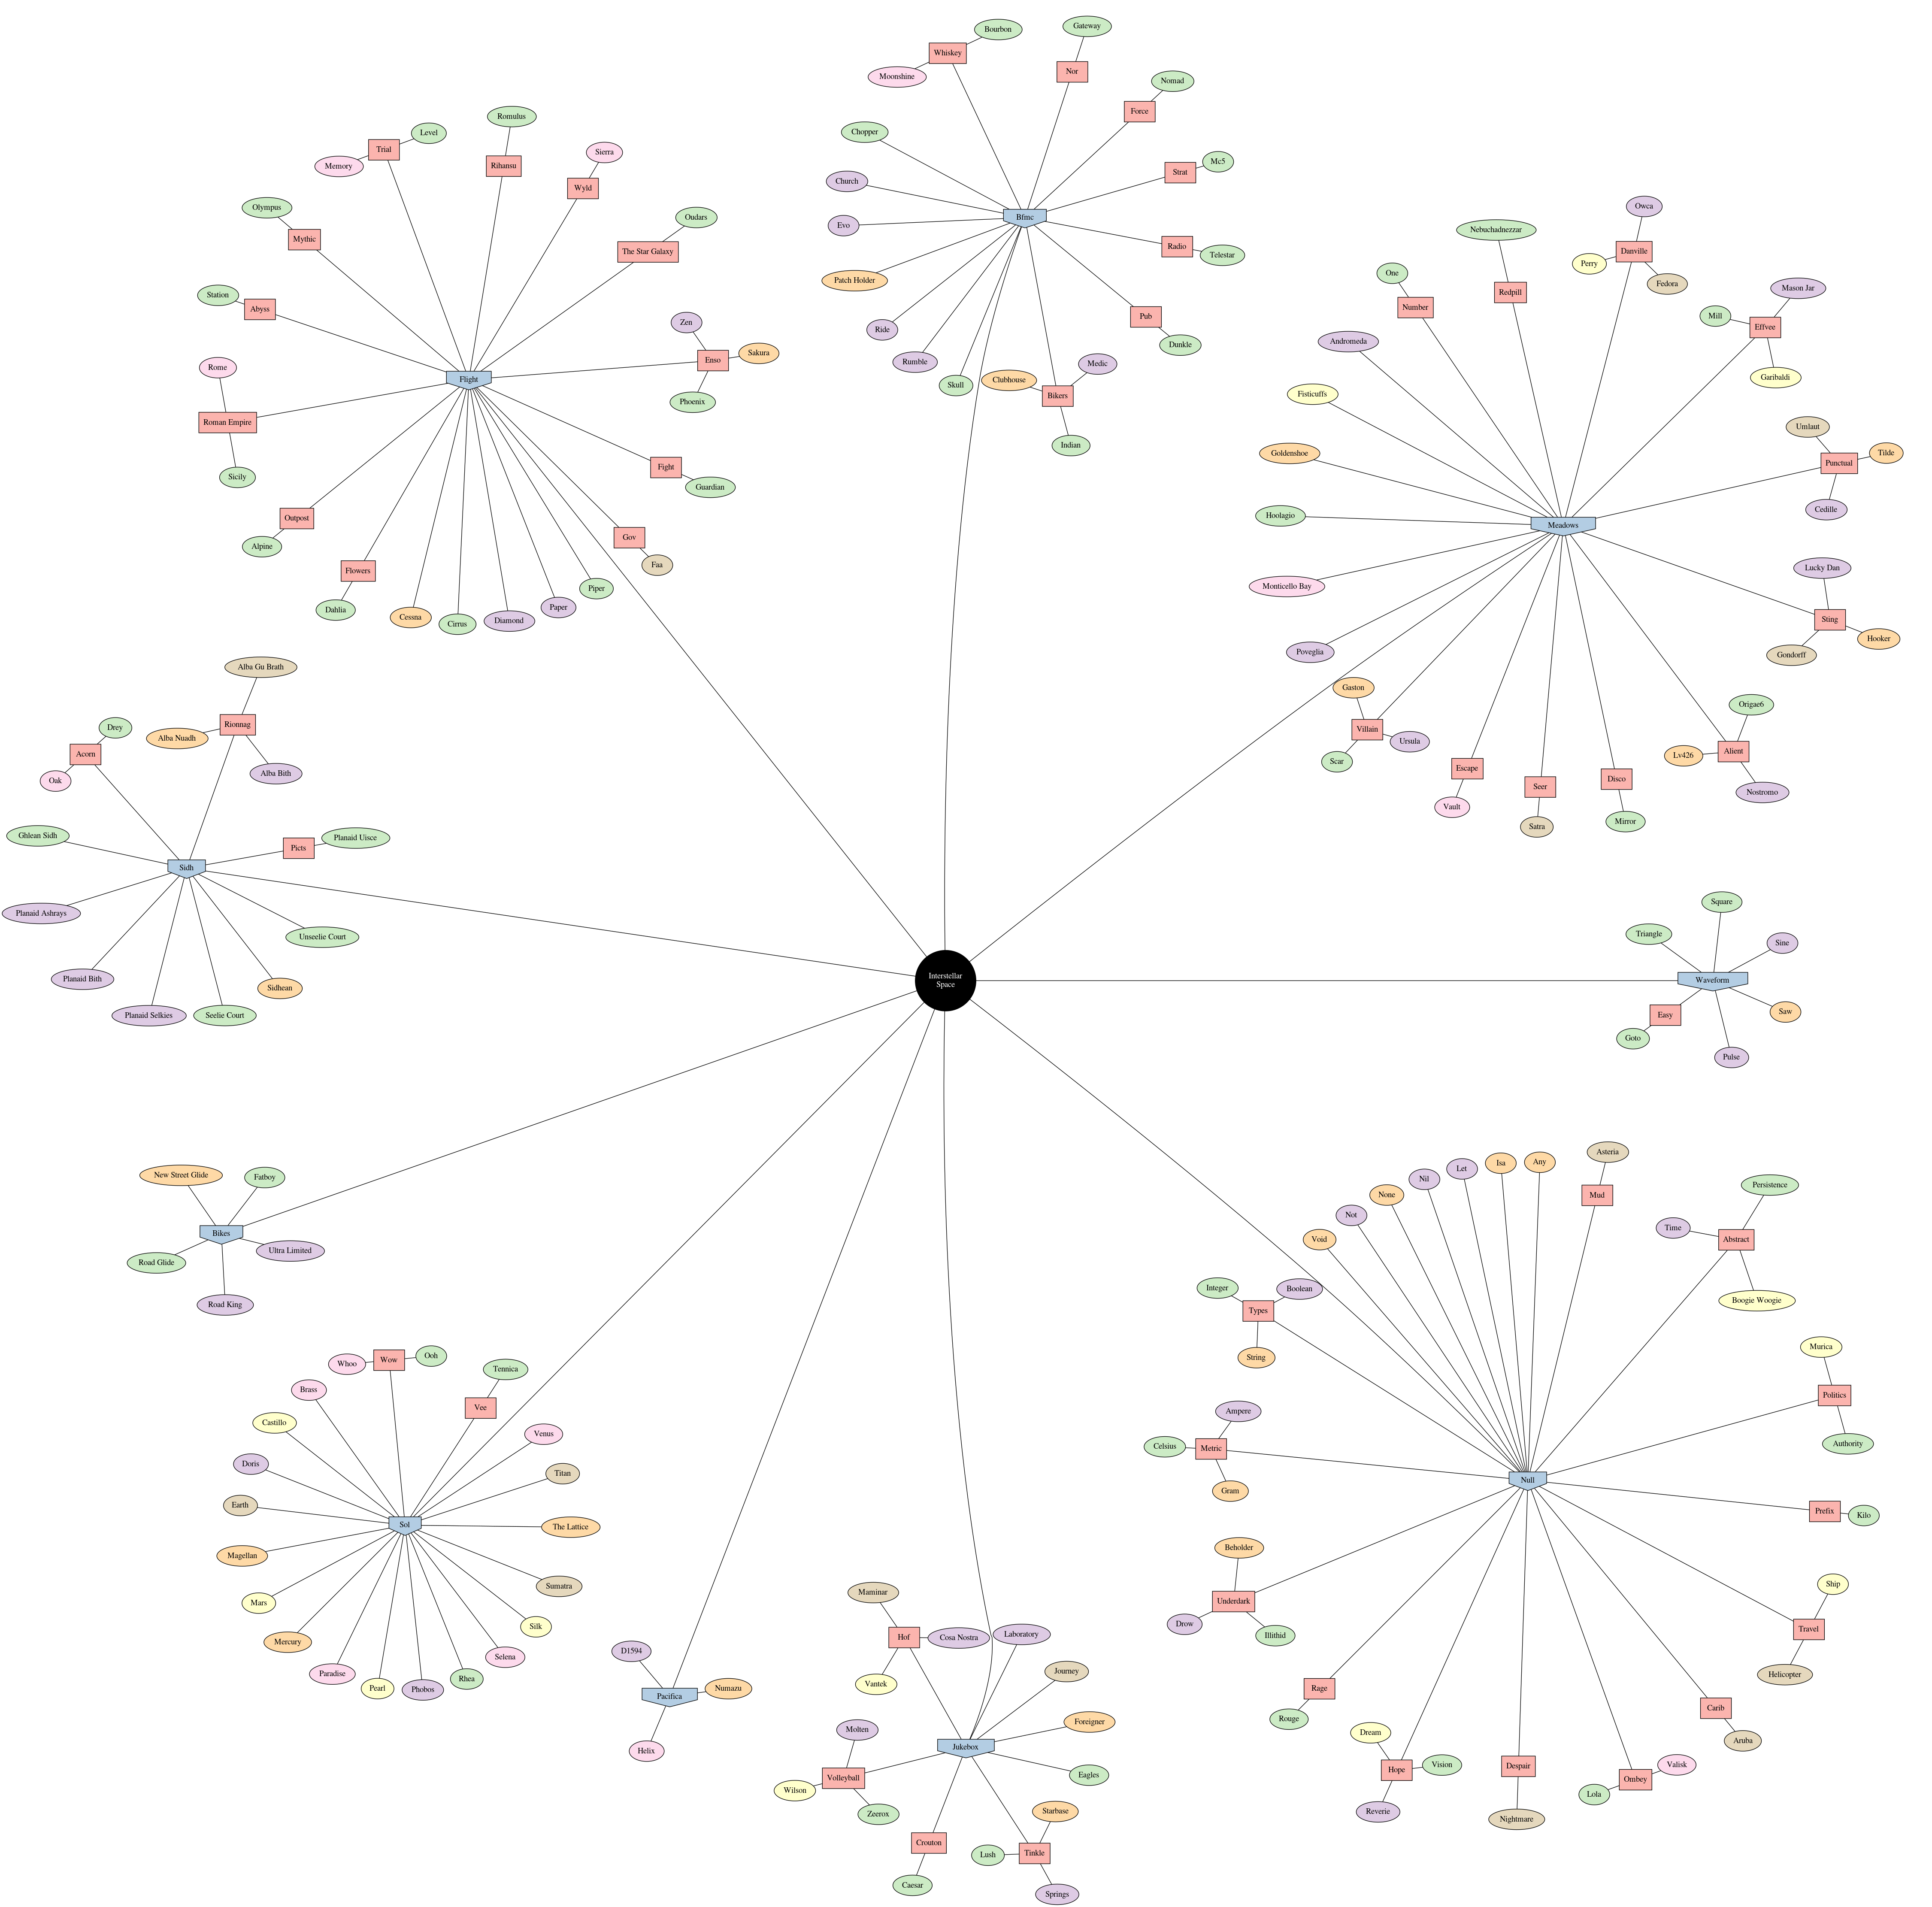 Bourbon
Gateway
Whiskey
Moonshine
Nor
Nomad
Force
Chopper
Mc5
Strat
Church
Bfmc
Evo
Radio
Telestar
Patch Holder
Pub
Ride
Dunkle
Rumble
Medic
Skull
Clubhouse
Bikers
Indian
Romulus
Level
Trial
Memory
Rihansu
Sierra
Wyld
Olympus
Mythic
Oudars
The Star Galaxy
Station
Abyss
Zen
Sakura
Enso
Rome
Flight
Phoenix
Roman Empire
Sicily
Fight
Guardian
Outpost
Alpine
Gov
Faa
Flowers
Dahlia
Cessna
Cirrus
Diamond
Paper
Piper
Owca
Nebuchadnezzar
Danville
Perry
Fedora
One
Number
Redpill
Mason Jar
Mill
Effvee
Andromeda
Garibaldi
Fisticuffs
Umlaut
Goldenshoe
Punctual
Tilde
Cedille
Hoolagio
Meadows
Lucky Dan
Monticello Bay
Sting
Hooker
Gondorff
Poveglia
Gaston
Villain
Ursula
Scar
Origae6
Lv426
Alient
Nostromo
Escape
Vault
Seer
Satra
Disco
Mirror
Alba Gu Brath
Rionnag
Alba Nuadh
Alba Bith
Drey
Acorn
Oak
Ghlean Sidh
Picts
Planaid Uisce
Sidh
Planaid Ashrays
Unseelie Court
Planaid Bith
Sidhean
Planaid Selkies
Seelie Court
Interstellar
Space
Square
Triangle
Sine
Waveform
Easy
Saw
Goto
Pulse
New Street Glide
Fatboy
Bikes
Road Glide
Ultra Limited
Road King
Whoo
Wow
Ooh
Tennica
Brass
Vee
Castillo
Venus
Doris
Titan
Earth
Sol
The Lattice
Magellan
Sumatra
Mars
Silk
Mercury
Selena
Paradise
Pearl
Phobos
Rhea
D1594
Pacifica
Numazu
Helix
Maminar
Hof
Cosa Nostra
Laboratory
Vantek
Journey
Foreigner
Molten
Jukebox
Volleyball
Eagles
Wilson
Zeerox
Starbase
Crouton
Lush
Tinkle
Caesar
Springs
Asteria
Any
Isa
Let
Nil
None
Not
Void
Mud
Persistence
Time
Abstract
Boogie Woogie
Integer
Boolean
Types
String
Murica
Politics
Authority
Ampere
Celsius
Metric
Gram
Null
Prefix
Kilo
Beholder
Underdark
Drow
Illithid
Ship
Travel
Helicopter
Rage
Rouge
Carib
Aruba
Dream
Hope
Vision
Reverie
Despair
Nightmare
Valisk
Ombey
Lola